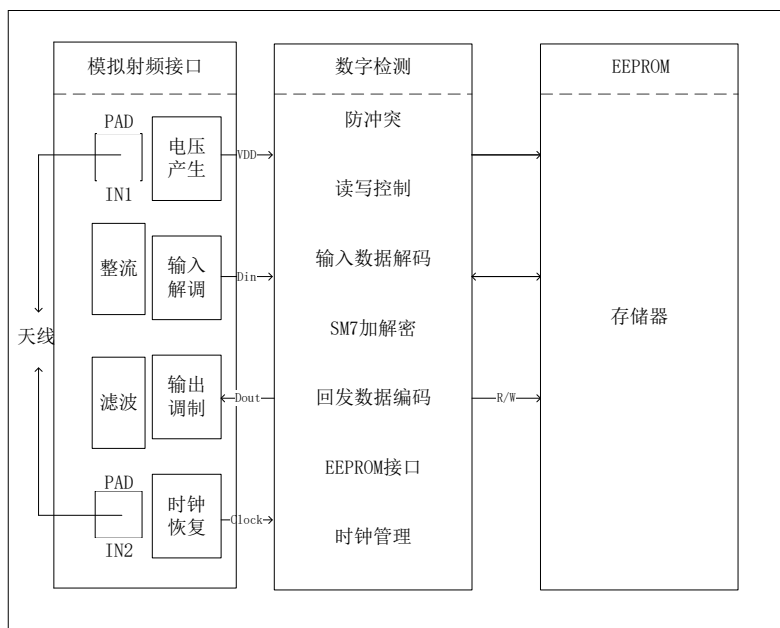 模拟射频接口
数字检测
EEPROM
PAD
IN1
电压
产生
VDD
防冲突
读写控制
整流
输入
解调
Din
输入数据解码
天线
SM7加解密
存储器
滤波
输出
调制
Dout
回发数据编码
R/W
PAD
IN2
时钟
恢复
Clock
EEPROM接口
时钟管理